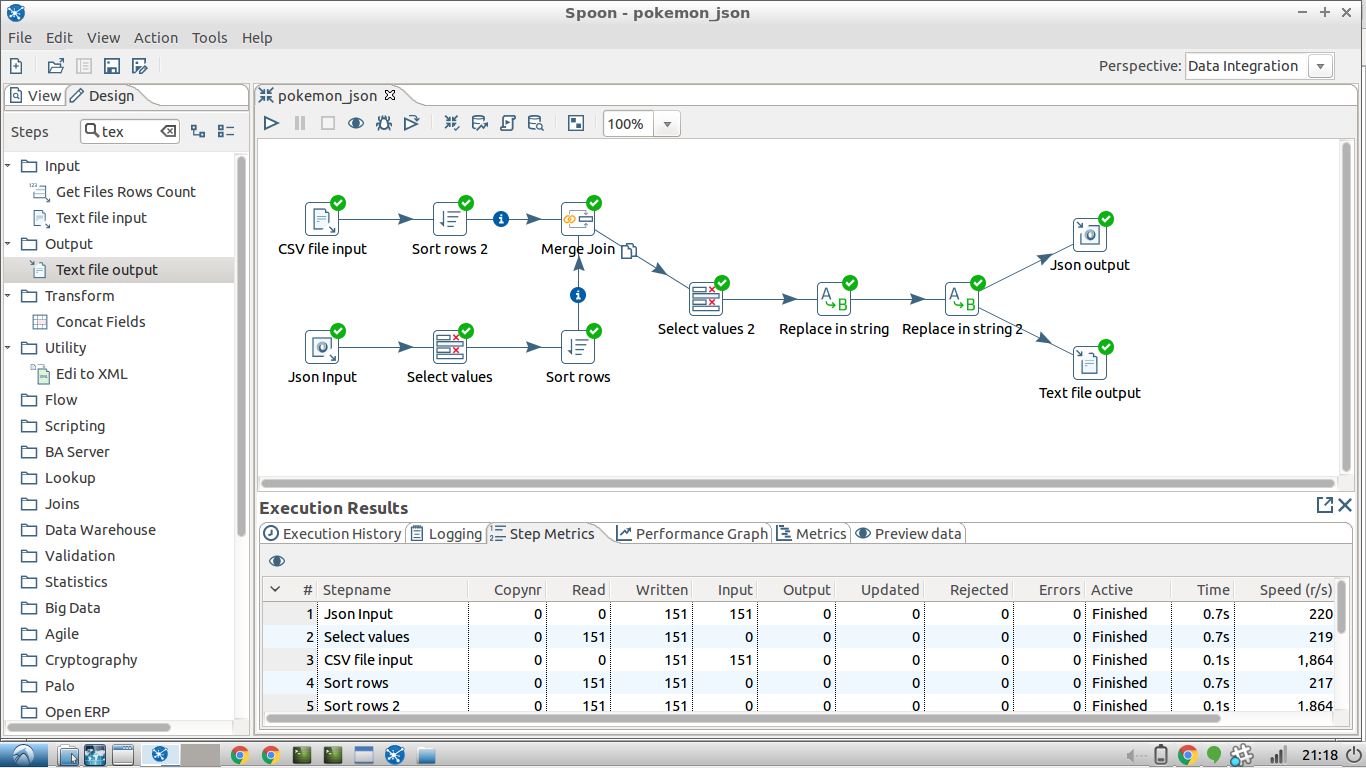 Spoon - pokemon_json
File Edit View Action Tools Help
Perspective: Data Integration
View Design
pokemon_json
Steps tex
100%
Input
Get Files Rows Count
Text file input
Output
Text file output
Transform
Concat Fields
Utility
Edi to XML
Flow
Scripting
BA Server
Lookup
Joins
Data Warehouse
Validation
Statistics
Big Data
Agile
Cryptography
Palo
Open ERP
CSV file input
Sort rows 2
Merge Join
Json output
Select values 2
Replace in string
Replace in string 2
Json Input
Select values
Sort rows
Text file output
Execution Results
Execution History Logging Step Metrics Performance Graph Metrics Preview data
# Stepname Copynr Read Written Input Output Updated Rejected Errors Active Time Speed (r/s)
1 Json Input 0 0 151 151 0 0 0 0 Finished 0.7s 220
2 Select values 0 151 151 0 0 0 0 0 Finished 0.7s 219
3 CSV file input 0 0 151 151 0 0 0 0 Finished 0.1s 1,864
4 Sort rows 0 151 151 0 0 0 0 0 Finished 0.7s 217
5 Sort rows 2 0 151 151 0 0 0 0 0 Finished 0.1s 1,864
21:18